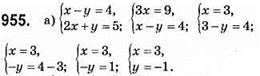 955. а) {x – y = 4, {3x = 9, {x = 3,
{2x + y = 5; {x – y = 4; {3 – y = 4;
{x = 3, {x = 3, {x = 3,
{–y = 4 – 3; {–y = 1; {y = –1.